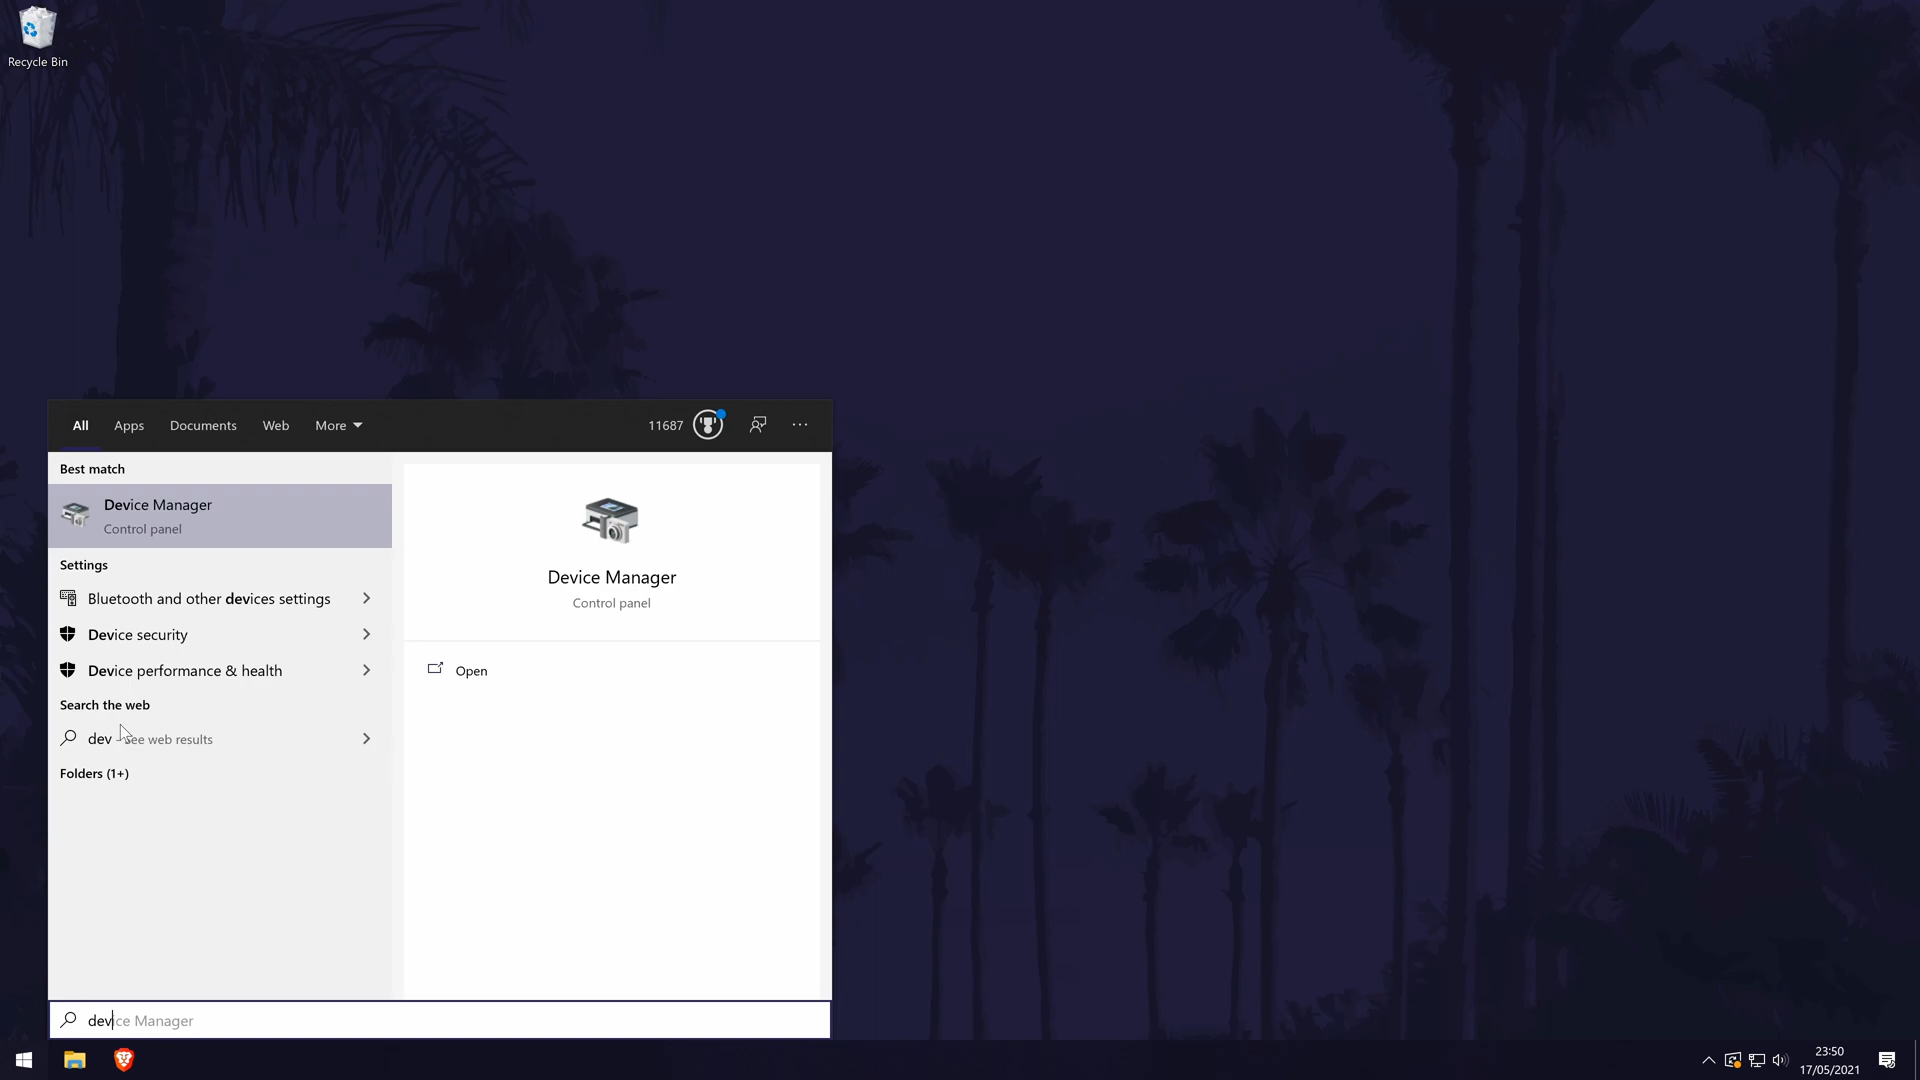 Recycle Bin
All Apps Documents Web More 11687
Best match
Device Manager
Control panel
Settings
Bluetooth and other devices settings
Device security
Device performance & health
Search the web
dev - See web results
Folders (1+)
Device Manager
Control panel
Open
device Manager
23:50
17/05/2021